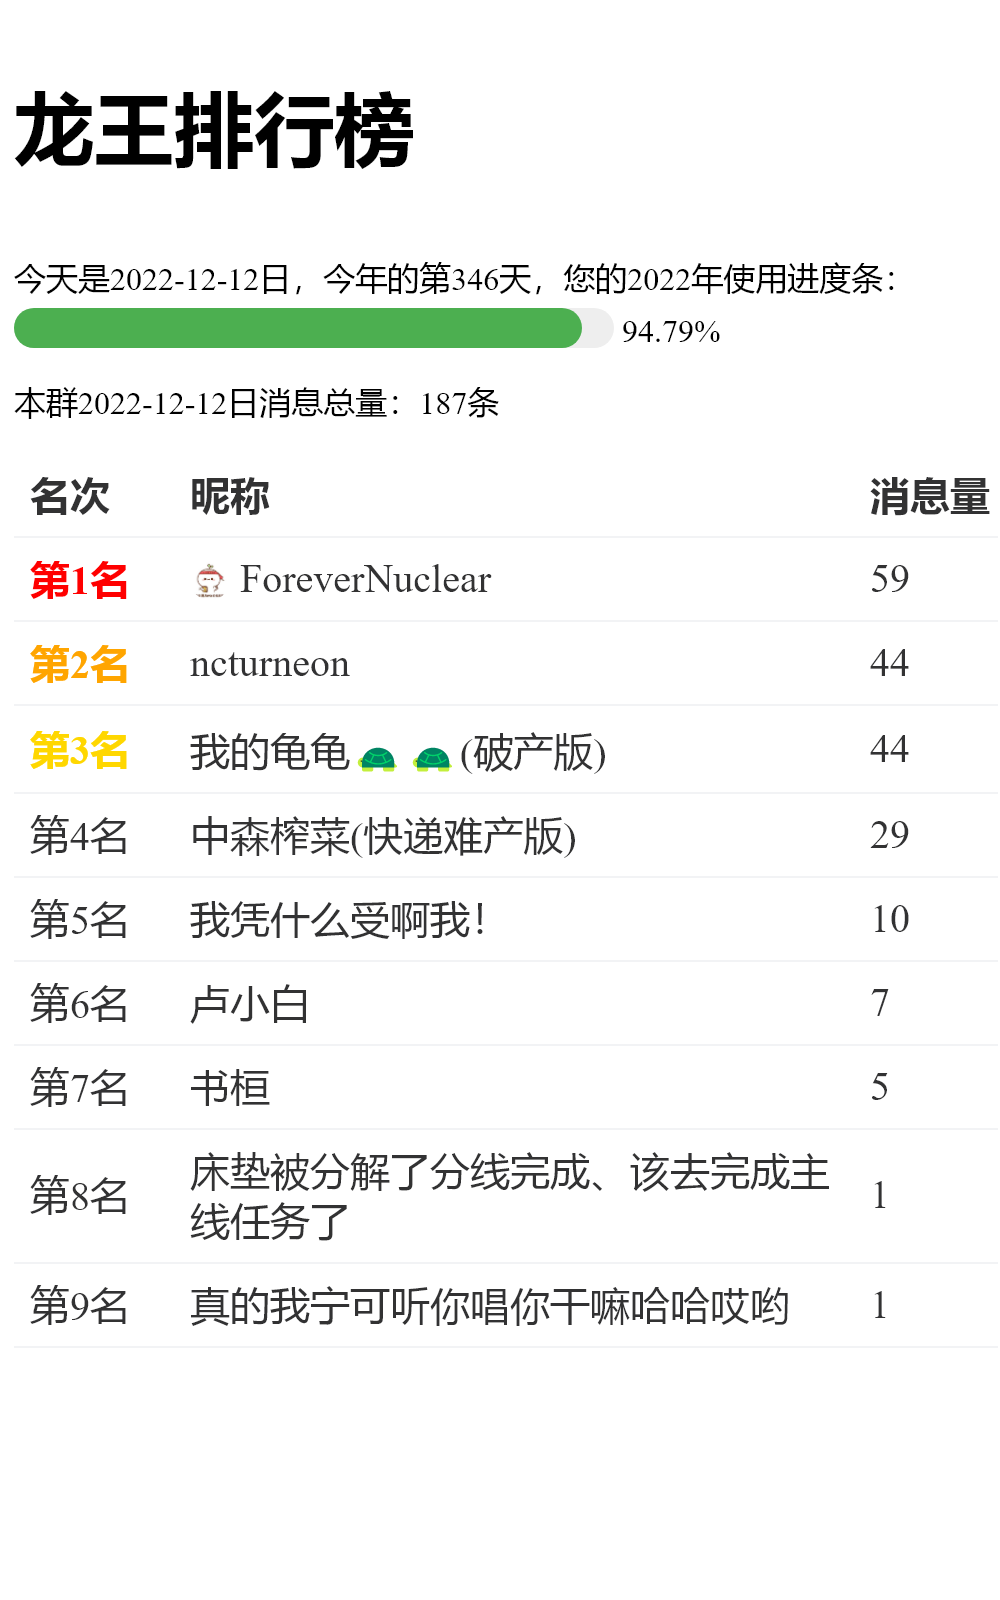 龙王排行榜
今天是2022-12-12日，今年的第346天，您的2022年使用进度条：
94.79%
本群2022-12-12日消息总量：187条
名次 昵称 消息量
第1名 ForeverNuclear 59
第2名 ncturneon 44
第3名 我的龟龟🐢🐢(破产版) 44
第4名 中森榨菜(快递难产版) 29
第5名 我凭什么受啊我！ 10
第6名 卢小白 7
第7名 书桓 5
第8名 床垫被分解了分线完成、该去完成主 1
线任务了
第9名 真的我宁可听你唱你干嘛哈哈哎哟 1